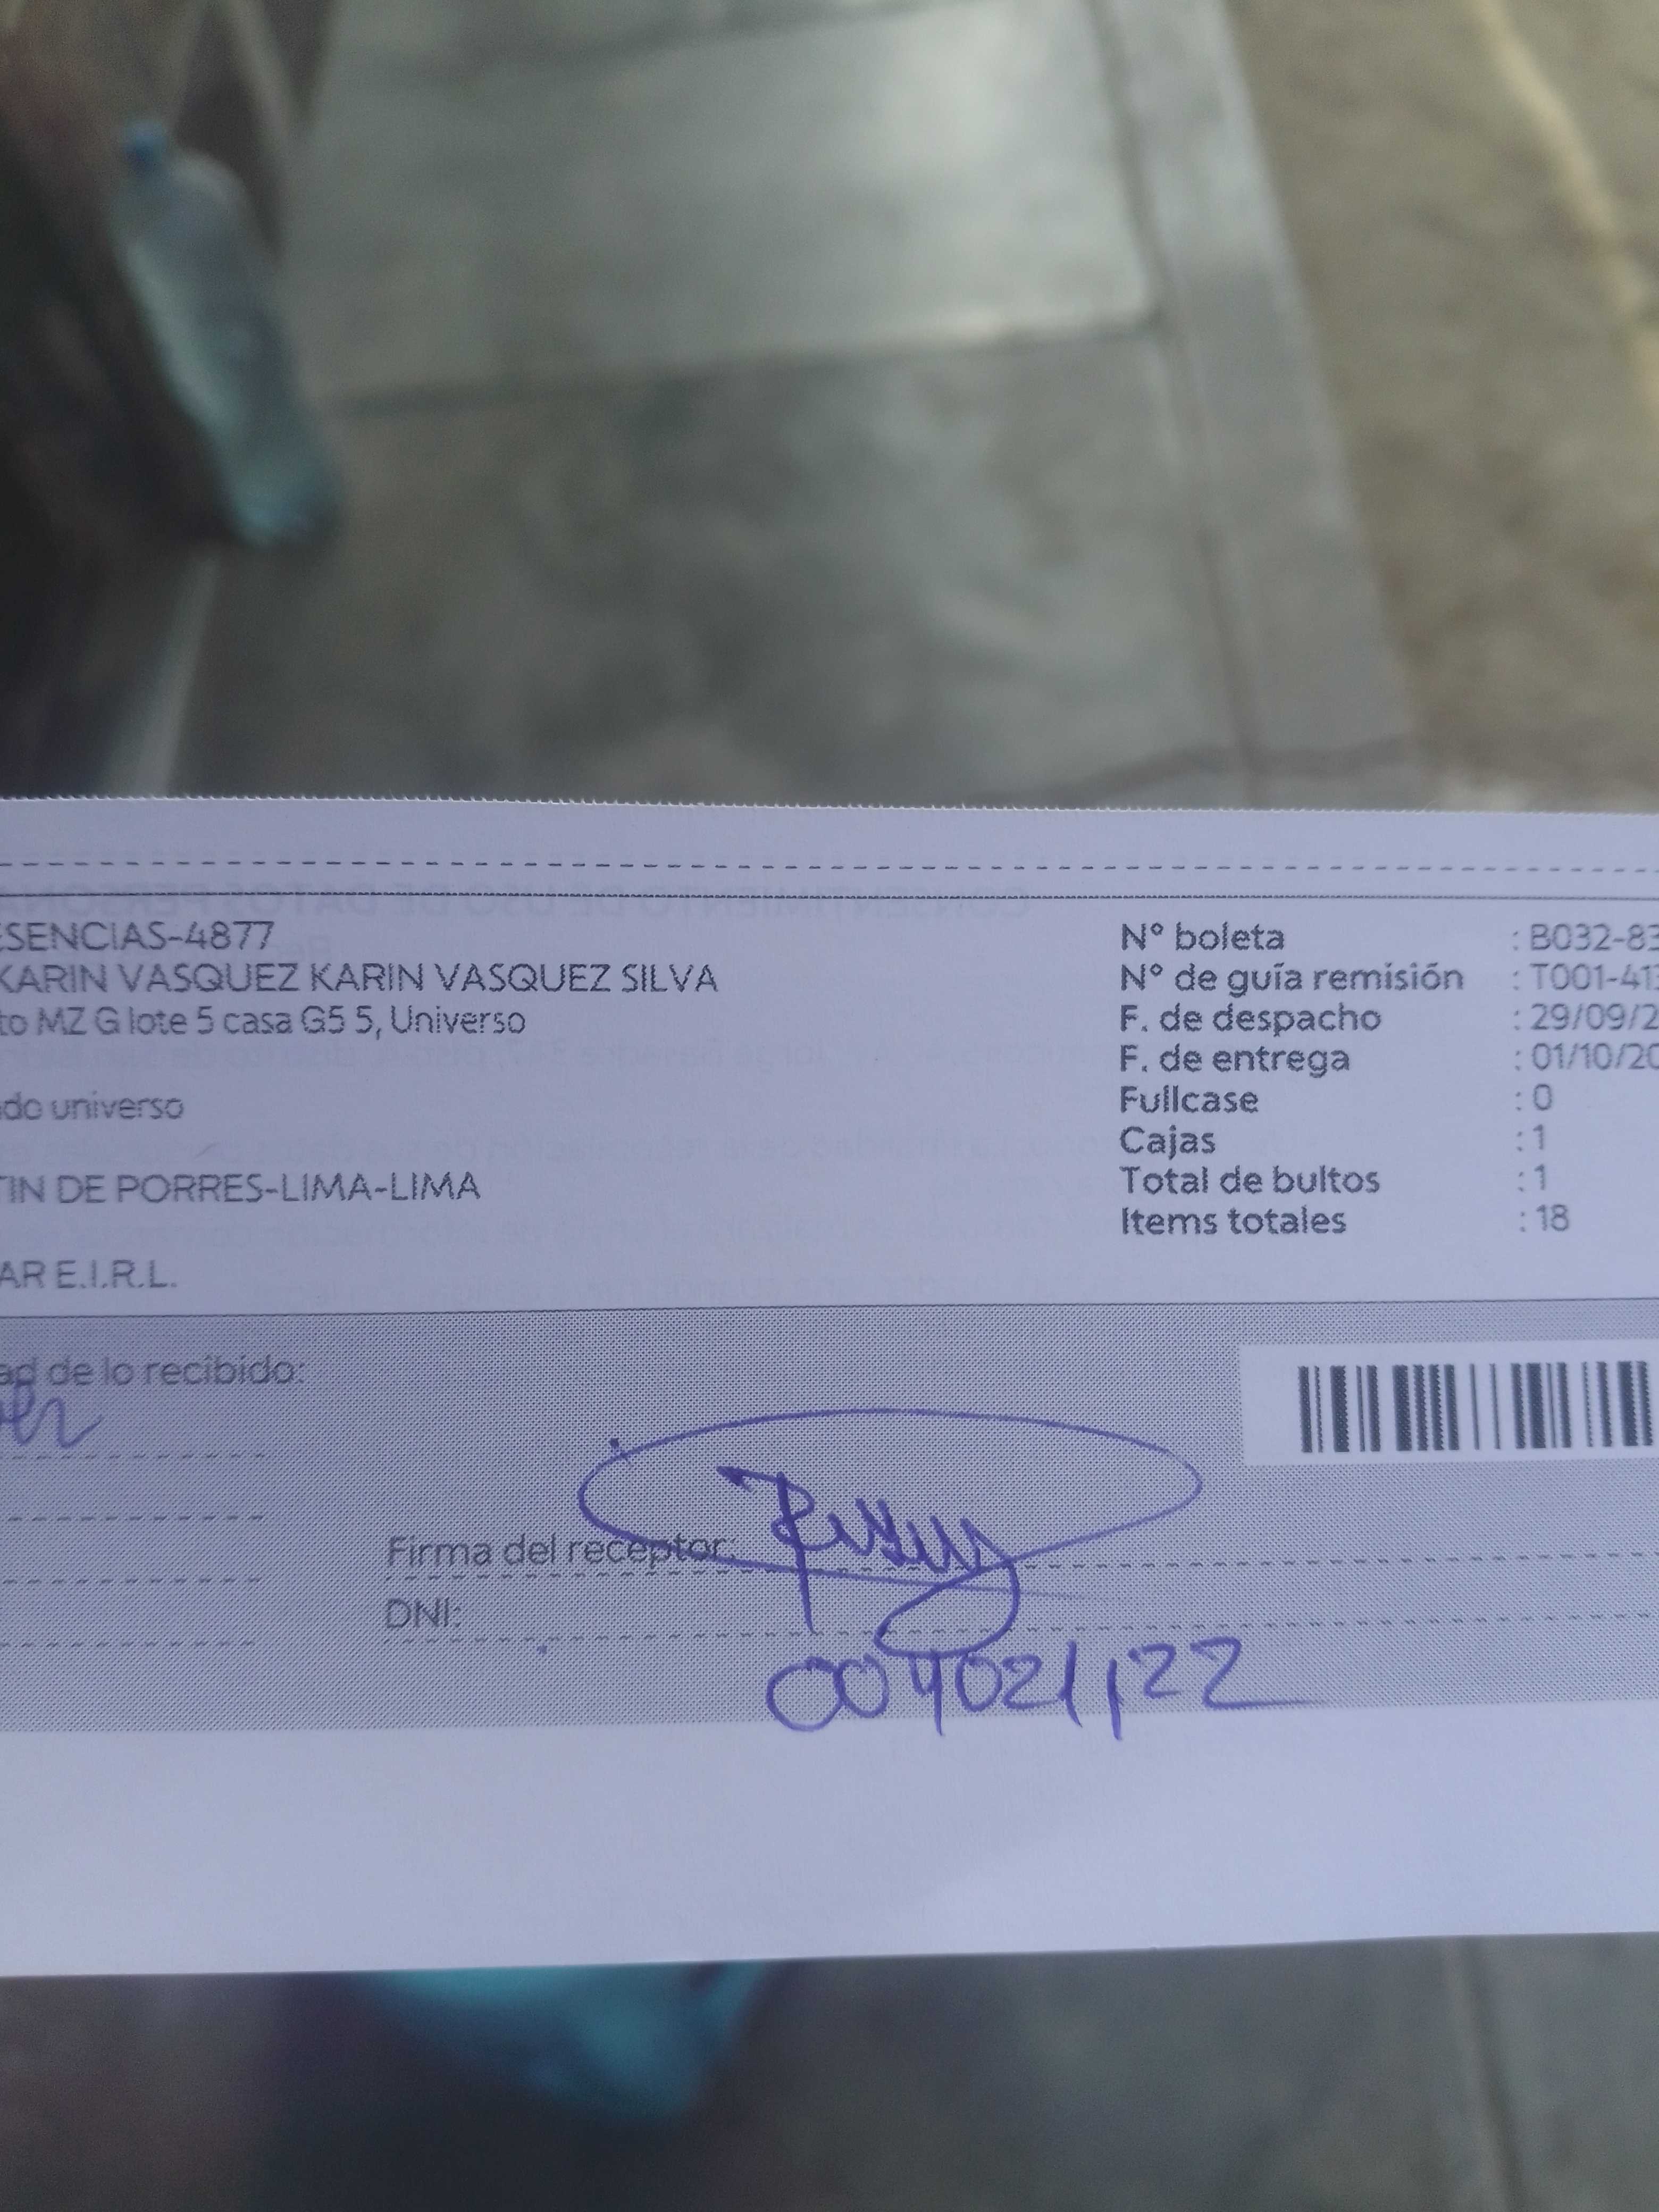 ESENCIAS-4877
KARIN VASQUEZ KARIN VASQUEZ SILVA
to MZ G lote 5 casa G5 5, Universo
do universo
TIN DE PORRES-LIMA-LIMA
AR E.I.R.L.
Nº boleta : B032-83
Nº de guía remisión : T001-413
F. de despacho : 29/09/2
F. de entrega : 01/10/20
Fullcase : 0
Cajas : 1
Total de bultos : 1
Items totales : 18
ad de lo recibido:
Firma del receptor:
DNI:
004021122